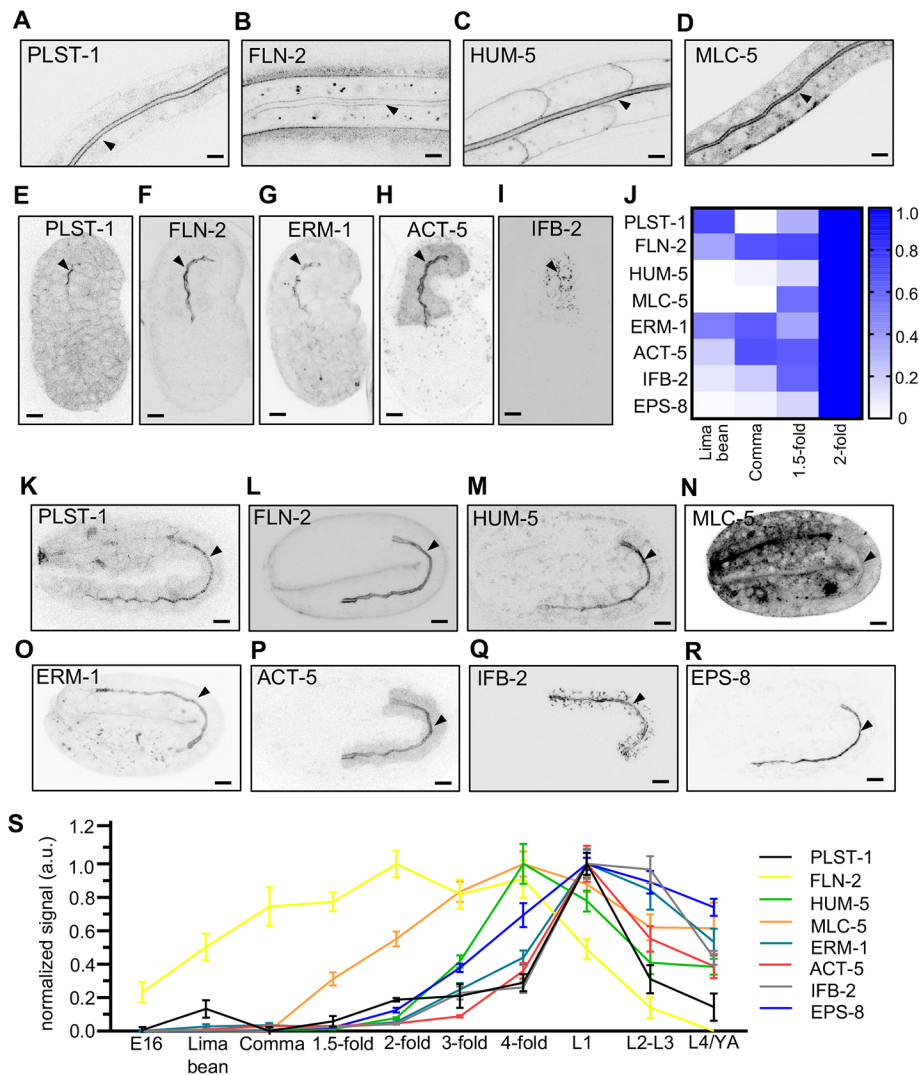 A
B
C
D
PLST-1
FLN-2
HUM-5
MLC-5
E
F
G
H
I
J
PLST-1
FLN-2
ERM-1
ACT-5
IFB-2
PLST-1
FLN-2
HUM-5
MLC-5
ERM-1
ACT-5
IFB-2
EPS-8
1.0
0.8
0.6
0.4
0.2
0
Lima
bean
Comma
1.5-fold
2-fold
K
L
M
N
PLST-1
FLN-2
HUM-5
MLC-5
O
P
Q
R
ERM-1
ACT-5
IFB-2
EPS-8
S
normalized signal (a.u.)
1.2
1.0
0.8
0.6
0.4
0.2
0.0
E16
Lima
bean
Comma
1.5-fold
2-fold
3-fold
4-fold
L1
L2-L3
L4/YA
PLST-1
FLN-2
HUM-5
MLC-5
ERM-1
ACT-5
IFB-2
EPS-8